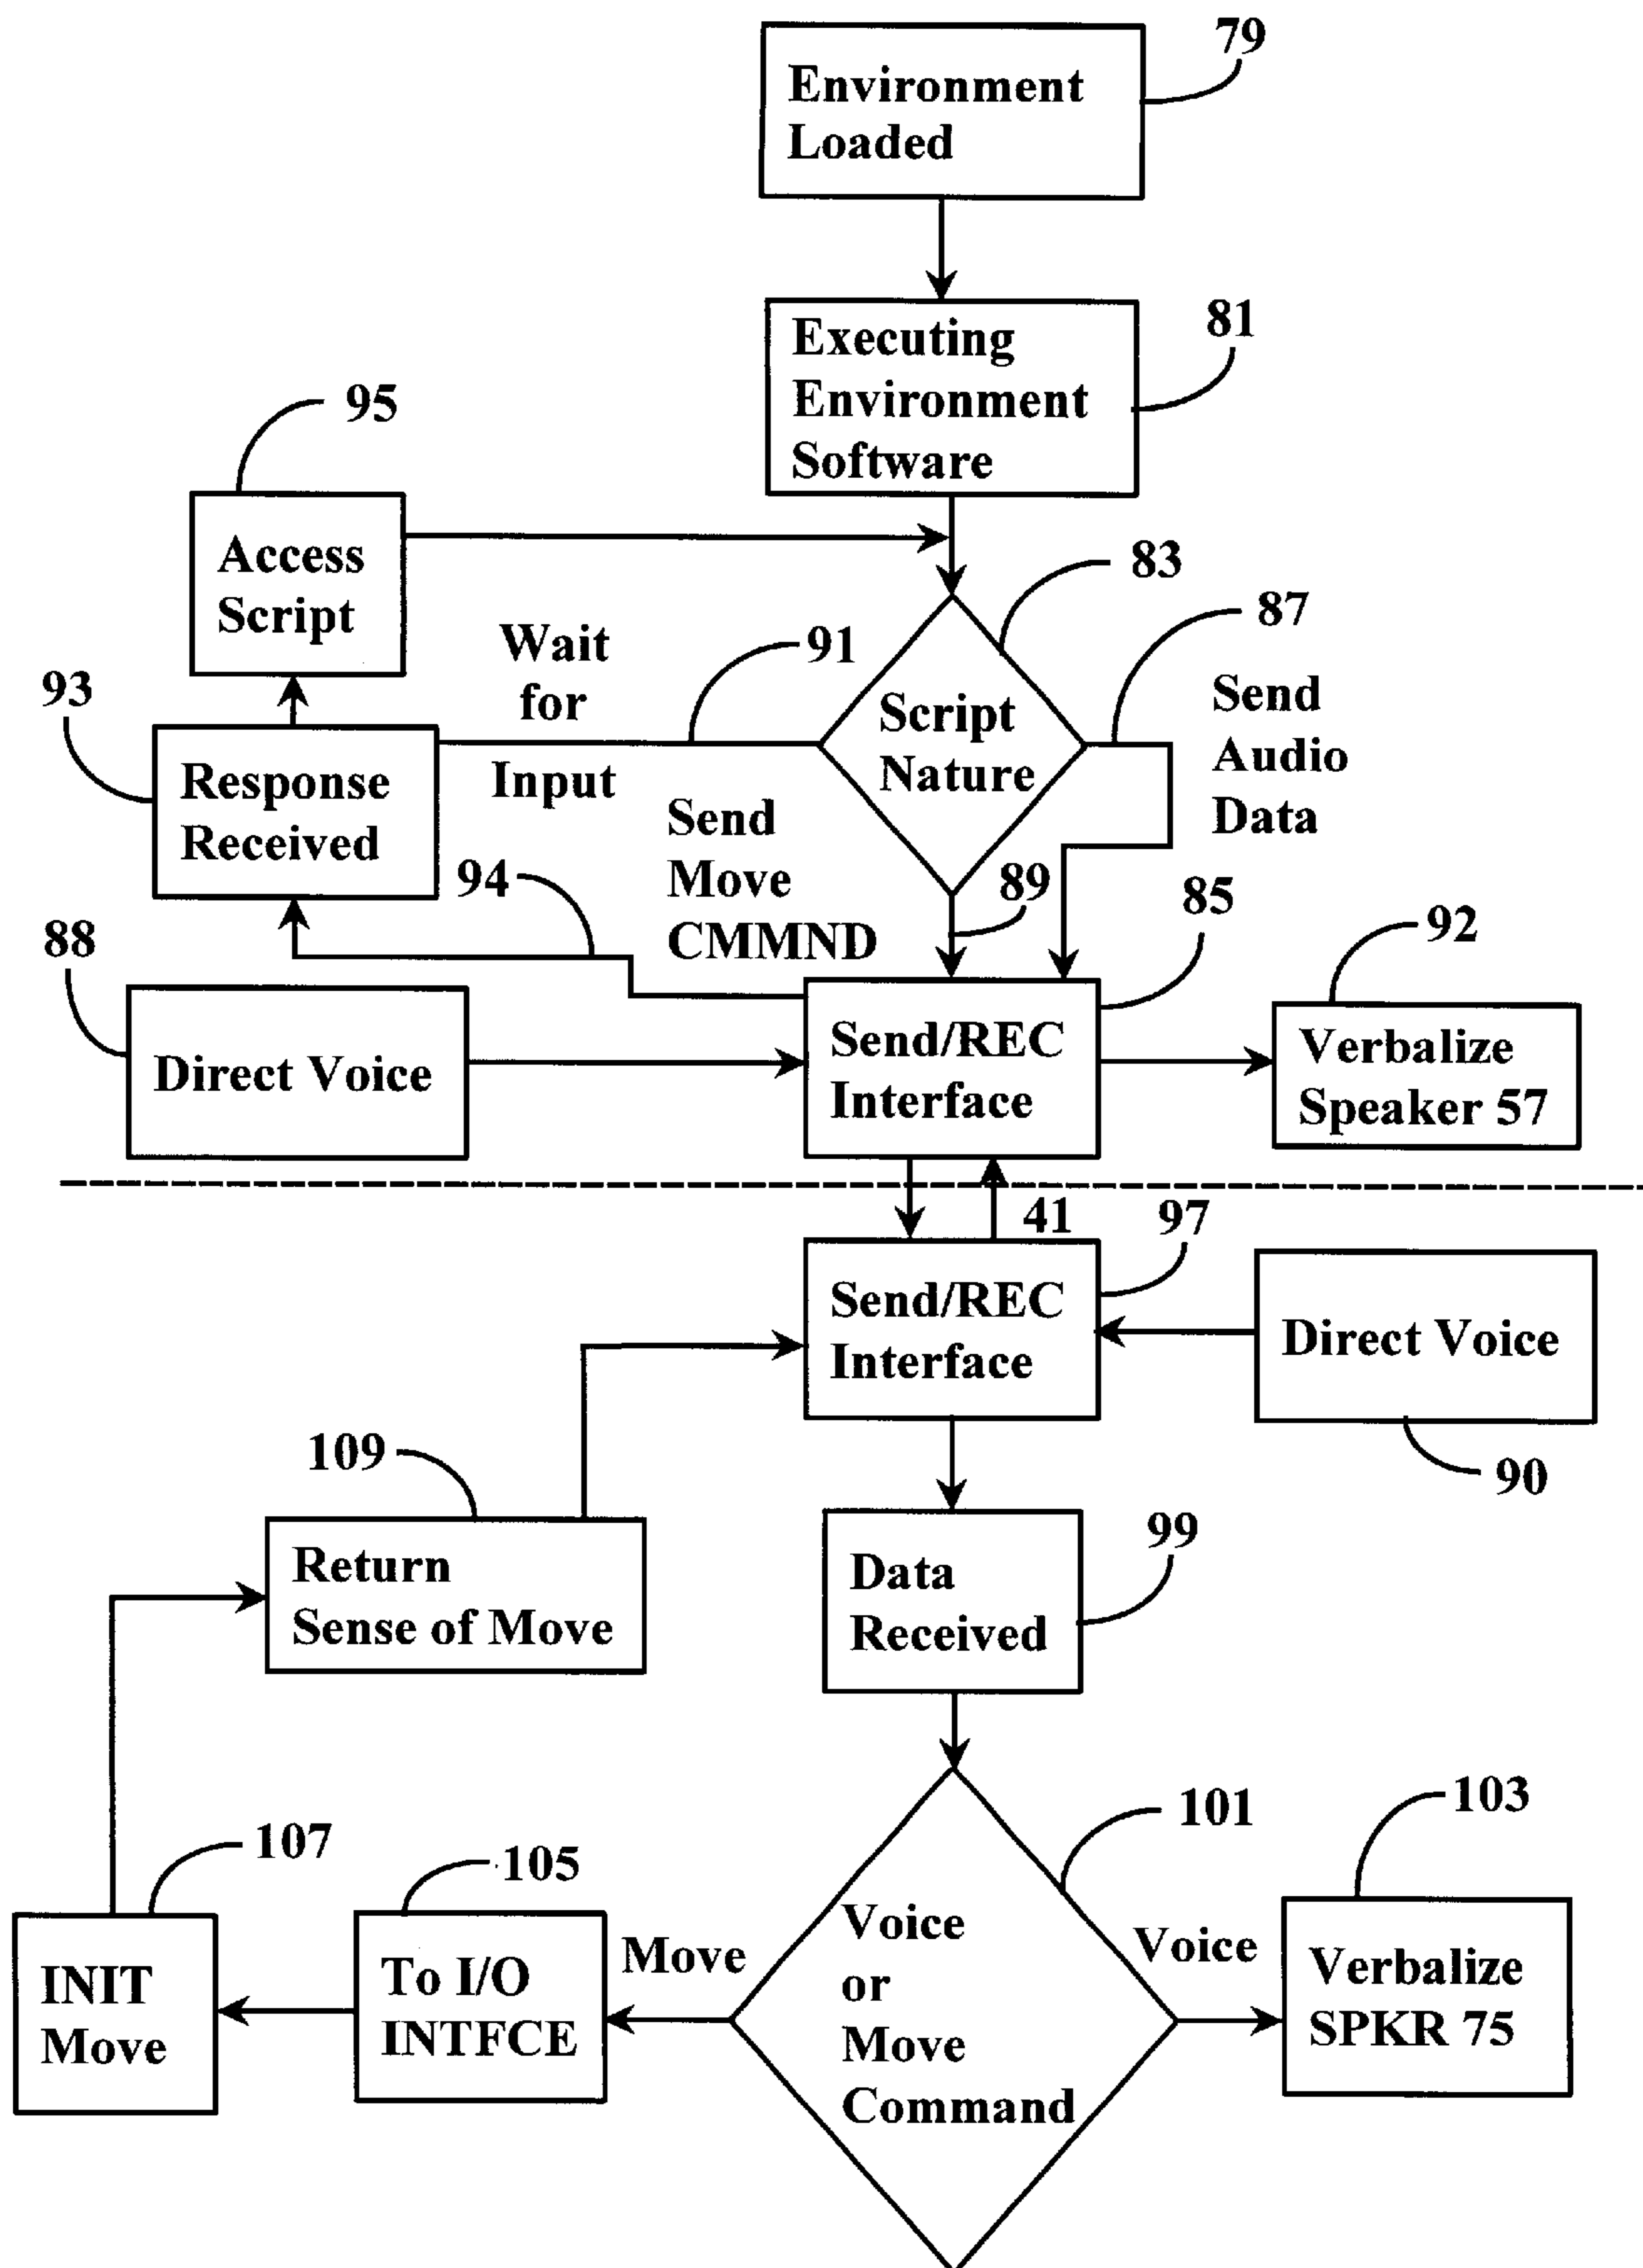 79
Environment
Loaded
81
Executing
Environment
Software
95
Access
Script
83
87
Wait
for
Input
91
Send
Audio
Data
93
Script
Nature
Response
Received
Send
Move
CMMND
94
89
85
88
92
Direct Voice
Send/REC
Interface
Verbalize
Speaker 57
41
97
Send/REC
Interface
Direct Voice
90
109
Return
Sense of Move
99
Data
Received
101
103
107
105
INIT
Move
To I/O
INTFCE
Move
Voice
or
Move
Command
Voice
Verbalize
SPKR 75